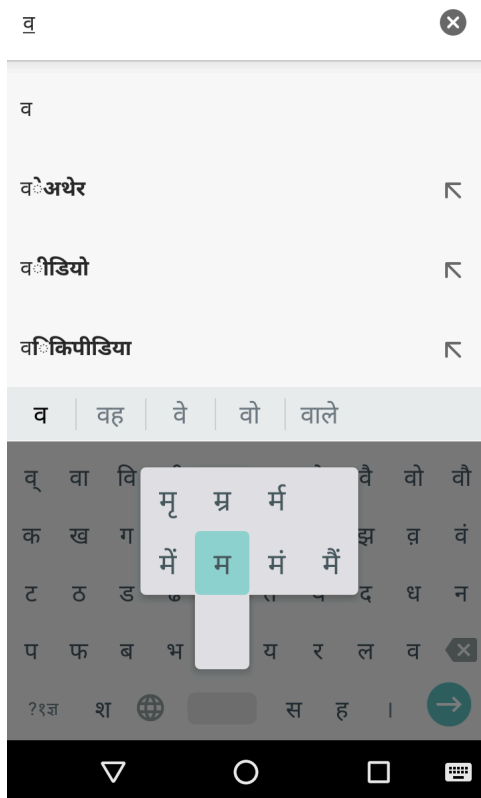 व
व
वेअथेर
वीडियो
विकिपीडिया
व वह वे वो वाले
व् वा वि वै वो वौ
मृ म्र र्म
क ख ग झ व़ वं
में म मं मैं
ट ठ ड द ध न
प फ ब भ य र ल व
?१ज्ञ श स ह ।